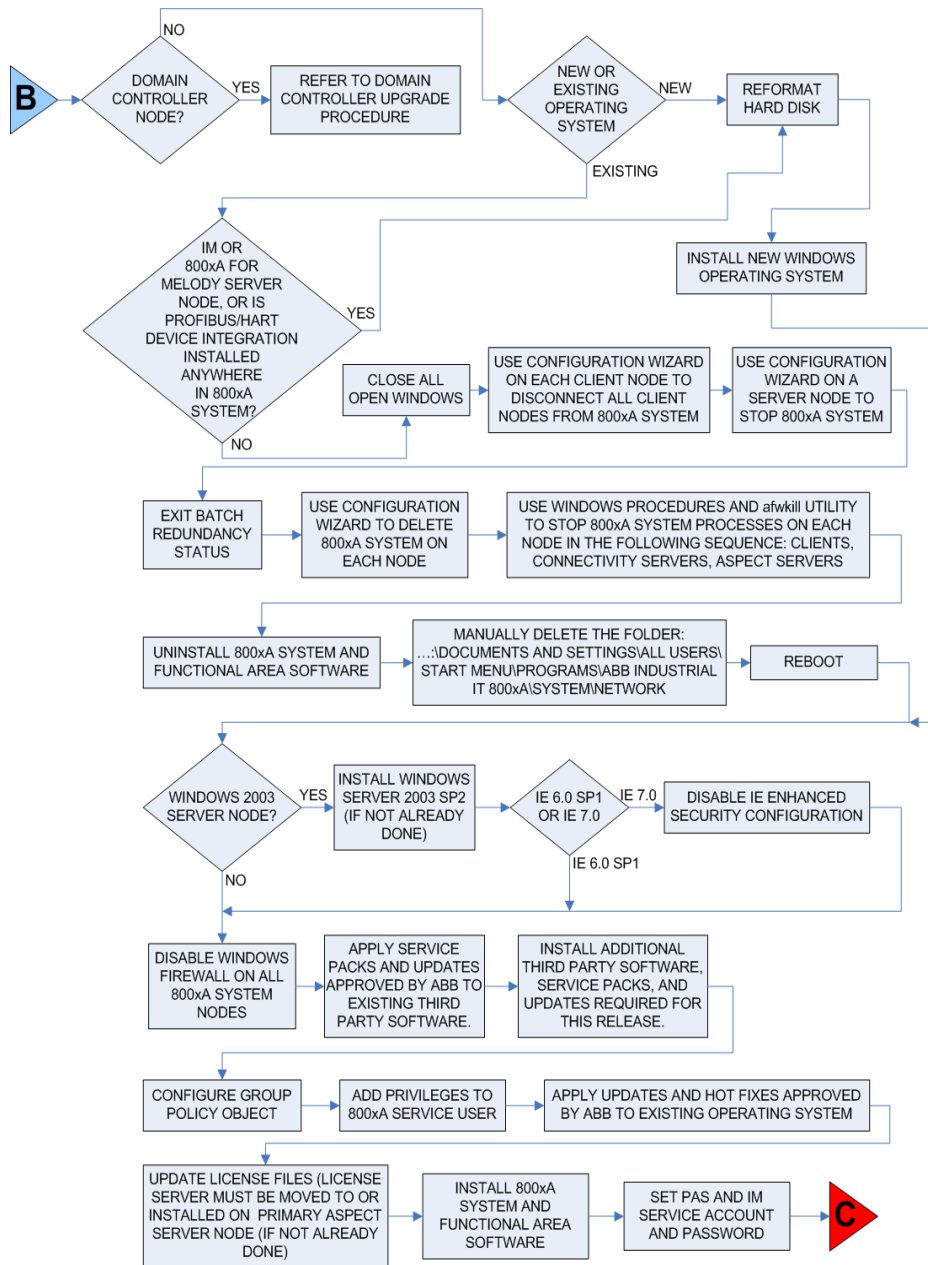 NO
B
DOMAIN
CONTROLLER
NODE?
YES
REFER TO DOMAIN
CONTROLLER UPGRADE
PROCEDURE
NEW OR
EXISTING
OPERATING
SYSTEM
NEW
REFORMAT
HARD DISK
EXISTING
IM OR
800xA FOR
MELODY SERVER
NODE, OR IS
PROFIBUS/HART
DEVICE INTEGRATION
INSTALLED
ANYWHERE
IN 800xA
SYSTEM?
YES
NO
INSTALL NEW WINDOWS
OPERATING SYSTEM
CLOSE ALL
OPEN WINDOWS
USE CONFIGURATION WIZARD
ON EACH CLIENT NODE TO
DISCONNECT ALL CLIENT
NODES FROM 800xA SYSTEM
USE CONFIGURATION
WIZARD ON A
SERVER NODE TO
STOP 800xA SYSTEM
EXIT BATCH
REDUNDANCY
STATUS
USE CONFIGURATION
WIZARD TO DELETE
800xA SYSTEM ON
EACH NODE
USE WINDOWS PROCEDURES AND afwkill UTILITY
TO STOP 800xA SYSTEM PROCESSES ON EACH
NODE IN THE FOLLOWING SEQUENCE: CLIENTS,
CONNECTIVITY SERVERS, ASPECT SERVERS
UNINSTALL 800xA SYSTEM AND
FUNCTIONAL AREA SOFTWARE
MANUALLY DELETE THE FOLDER:
...:\DOCUMENTS AND SETTINGS\ALL USERS\
START MENU\PROGRAMS\ABB INDUSTRIAL
IT 800xA\SYSTEM\NETWORK
REBOOT
WINDOWS 2003
SERVER NODE?
YES
NO
INSTALL WINDOWS
SERVER 2003 SP2
(IF NOT ALREADY
DONE)
IE 6.0 SP1
OR IE 7.0
IE 7.0
IE 6.0 SP1
DISABLE IE ENHANCED
SECURITY CONFIGURATION
DISABLE WINDOWS
FIREWALL ON ALL
800xA SYSTEM
NODES
APPLY SERVICE
PACKS AND UPDATES
APPROVED BY ABB TO
EXISTING THIRD
PARTY SOFTWARE.
INSTALL ADDITIONAL
THIRD PARTY SOFTWARE,
SERVICE PACKS, AND
UPDATES REQUIRED FOR
THIS RELEASE.
CONFIGURE GROUP
POLICY OBJECT
ADD PRIVILEGES TO
800xA SERVICE USER
APPLY UPDATES AND HOT FIXES APPROVED
BY ABB TO EXISTING OPERATING SYSTEM
UPDATE LICENSE FILES (LICENSE
SERVER MUST BE MOVED TO OR
INSTALLED ON PRIMARY ASPECT
SERVER NODE (IF NOT ALREADY
DONE)
INSTALL 800xA
SYSTEM AND
FUNCTIONAL AREA
SOFTWARE
SET PAS AND IM
SERVICE ACCOUNT
AND PASSWORD
C